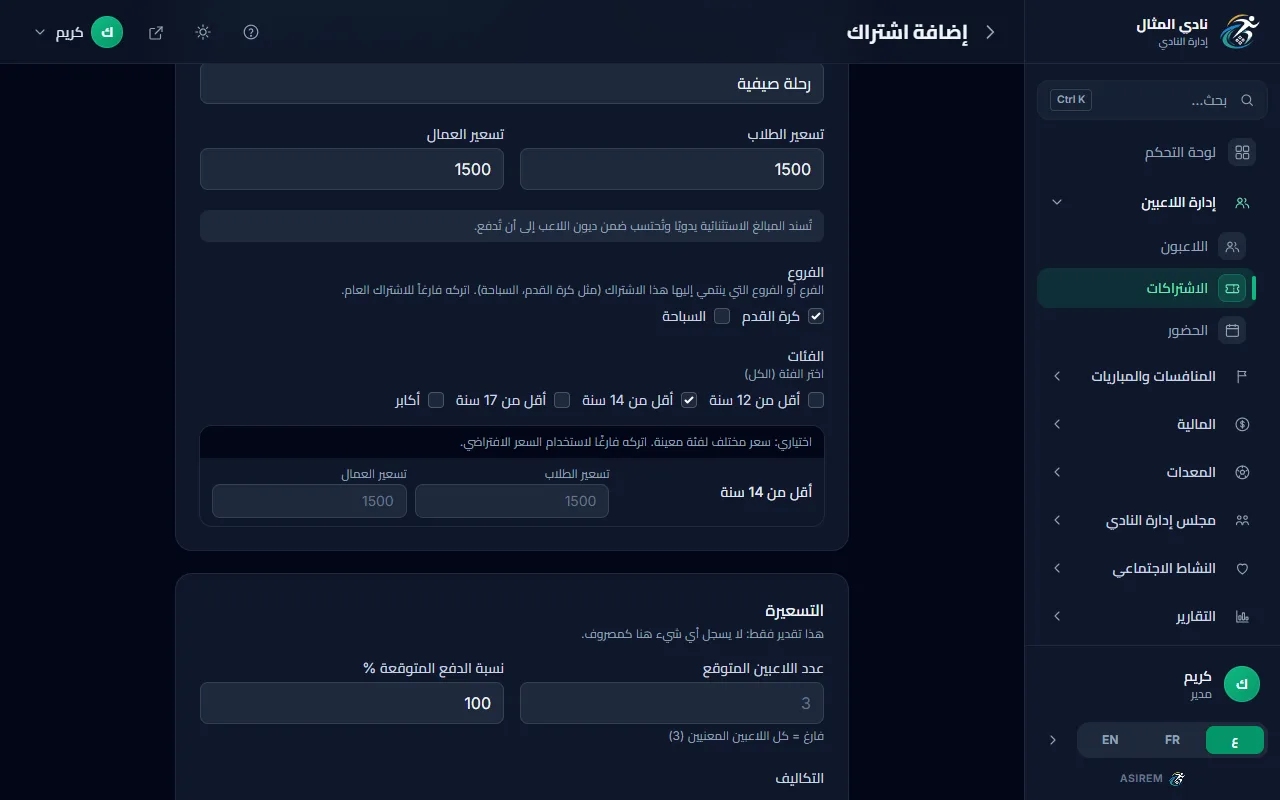 نادي المثال
إدارة النادي
بحث...
Ctrl K
لوحة التحكم
إدارة اللاعبين
اللاعبون
الاشتراكات
الحضور
المنافسات والمباريات
المالية
المعدات
مجلس إدارة النادي
النشاط الاجتماعي
التقارير
ك
كريم
مدير
ع
FR
EN
ASIREM
إضافة اشتراك
ك
كريم
رحلة صيفية
تسعير الطلاب
تسعير العمال
1500
1500
تُسند المبالغ الاستثنائية يدويًا وتُحتسب ضمن ديون اللاعب إلى أن تُدفع.
الفروع
الفرع أو الفروع التي ينتمي إليها هذا الاشتراك (مثل كرة القدم، السباحة). اتركه فارغاً للاشتراك العام.
كرة القدم
السباحة
الفئات
اختر الفئة (الكل)
أقل من 12 سنة
أقل من 14 سنة
أقل من 17 سنة
أكابر
اختياري: سعر مختلف لفئة معينة. اتركه فارغًا لاستخدام السعر الافتراضي.
أقل من 14 سنة
تسعير الطلاب
تسعير العمال
1500
1500
التسعيرة
هذا تقدير فقط: لا يسجل أي شيء هنا كمصروف.
عدد اللاعبين المتوقع
نسبة الدفع المتوقعة %
3
100
فارغ = كل اللاعبين المعنيين (3)
التكاليف